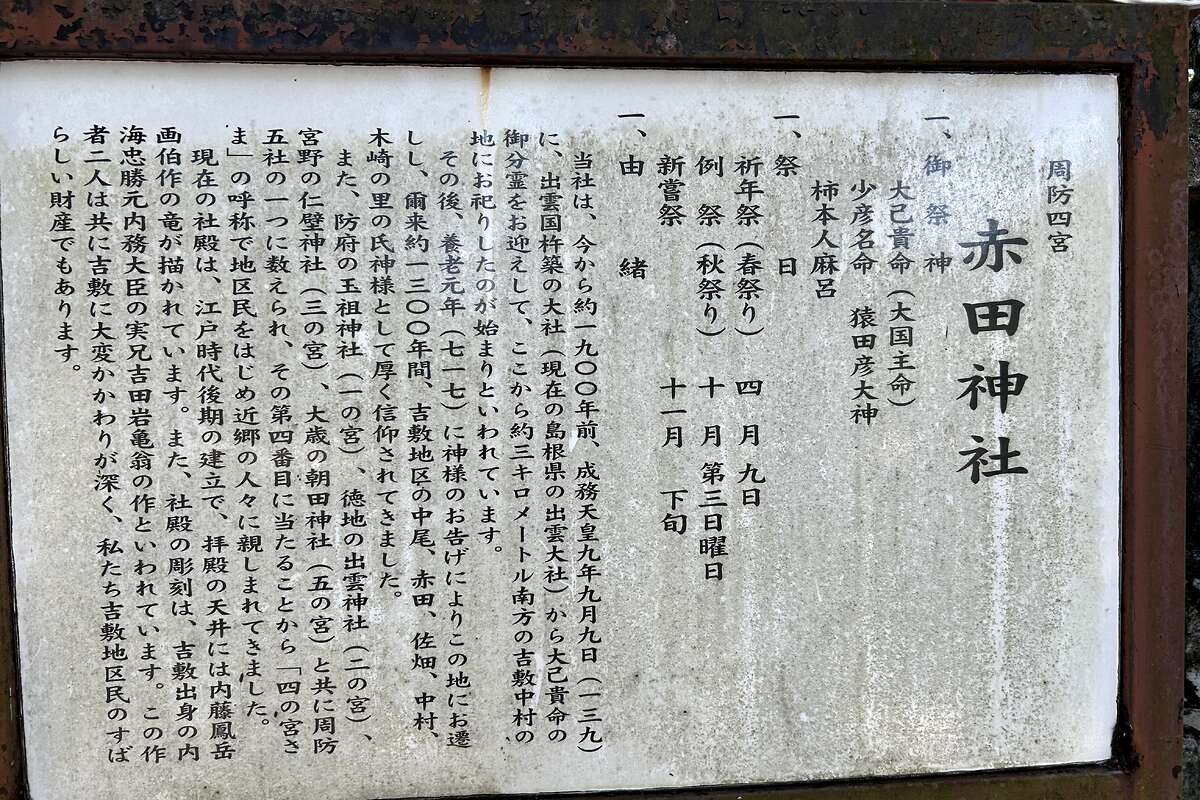 周防四宮
赤田神社
一、御祭神
大己貴命（大国主命）
少彦名命　猿田彦大神
柿本人麻呂
一、祭日
祈年祭（春祭り）　四月九日
例祭（秋祭り）　十月第三日曜日
新嘗祭　十一月下旬
一、由緒
当社は、今から約一九〇〇年前、成務天皇九年九月九日（一三九）
に、出雲国杵築の大社（現在の島根県の出雲大社）から大己貴命の
御分霊をお迎えして、ここから約三キロメートル南方の吉敷中村の
地にお祀りしたのが始まりといわれています。
その後、養老元年（七一七）に神様のお告げによりこの地にお遷
しし、爾来約一三〇〇年間、吉敷地区の中尾、赤田、佐畑、中村、
木崎の里の氏神様として厚く信仰されてきました。
また、防府の玉祖神社（一の宮）、徳地の出雲神社（二の宮）、
宮野の仁壁神社（三の宮）、大歳の朝田神社（五の宮）と共に周防
五社の一つに数えられ、その第四番目に当たることから「四の宮さ
ま」の呼称で地区民をはじめ近郷の人々に親しまれてきました。
現在の社殿は、江戸時代後期の建立で、拝殿の天井には内藤鳳岳
画伯作の竜が描かれています。また、社殿の彫刻は、吉敷出身の内
海忠勝元内務大臣の実兄吉田岩亀翁の作といわれています。この作
者二人は共に吉敷に大変かかわりが深く、私たち吉敷地区民のすば
らしい財産でもあります。